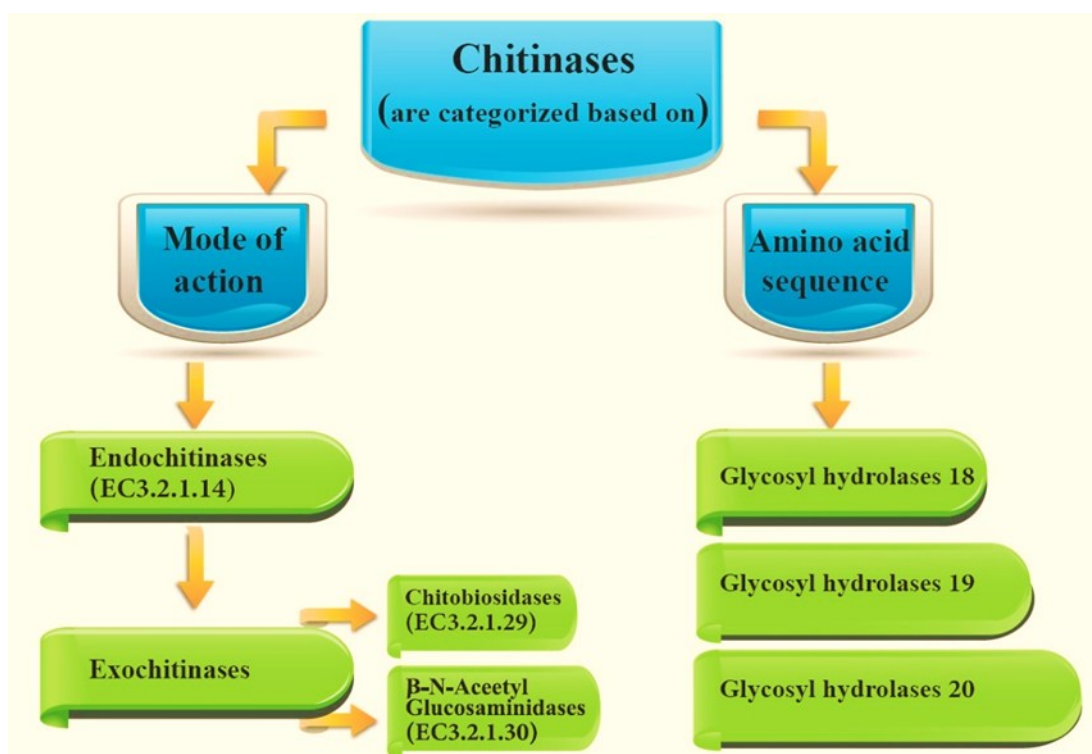 Chitinases
(are categorized based on)
Mode of
action
Amino acid
sequence
Endochitinases
(EC3.2.1.14)
Exochitinases
Chitobiosidases
(EC3.2.1.29)
β-N-Aceetyl
Glucosaminidases
(EC3.2.1.30)
Glycosyl hydrolases 18
Glycosyl hydrolases 19
Glycosyl hydrolases 20